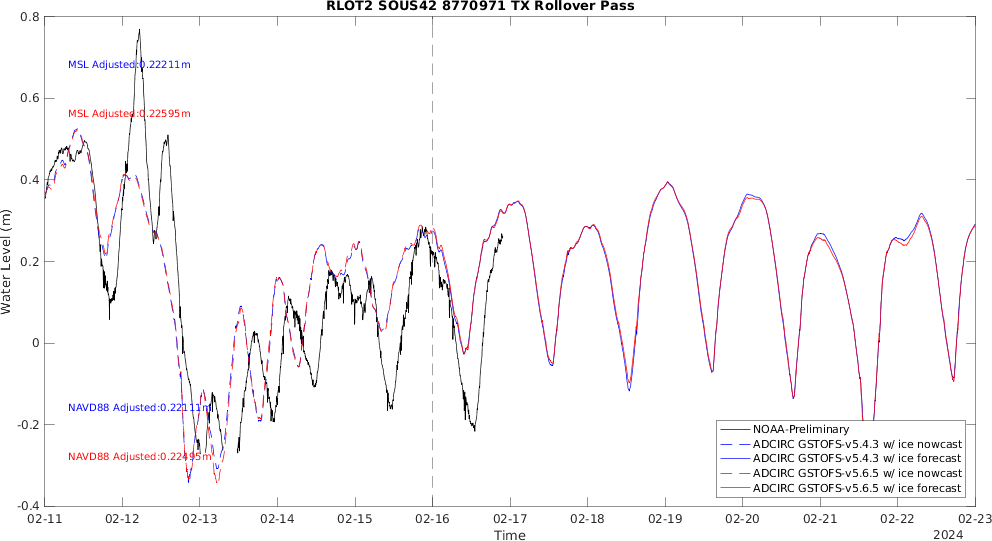 RLOT2 SOUS42 8770971 TX Rollover Pass
0.8
0.6
0.4
0.2
0
-0.2
-0.4
Water Level (m)
MSL Adjusted:0.22211m
MSL Adjusted:0.22595m
NAVD88 Adjusted:0.22111m
NAVD88 Adjusted:0.22495m
NOAA-Preliminary
ADCIRC GSTOFS-v5.4.3 w/ ice nowcast
ADCIRC GSTOFS-v5.4.3 w/ ice forecast
ADCIRC GSTOFS-v5.6.5 w/ ice nowcast
ADCIRC GSTOFS-v5.6.5 w/ ice forecast
02-11 02-12 02-13 02-14 02-15 02-16 02-17 02-18 02-19 02-20 02-21 02-22 02-23
Time
2024